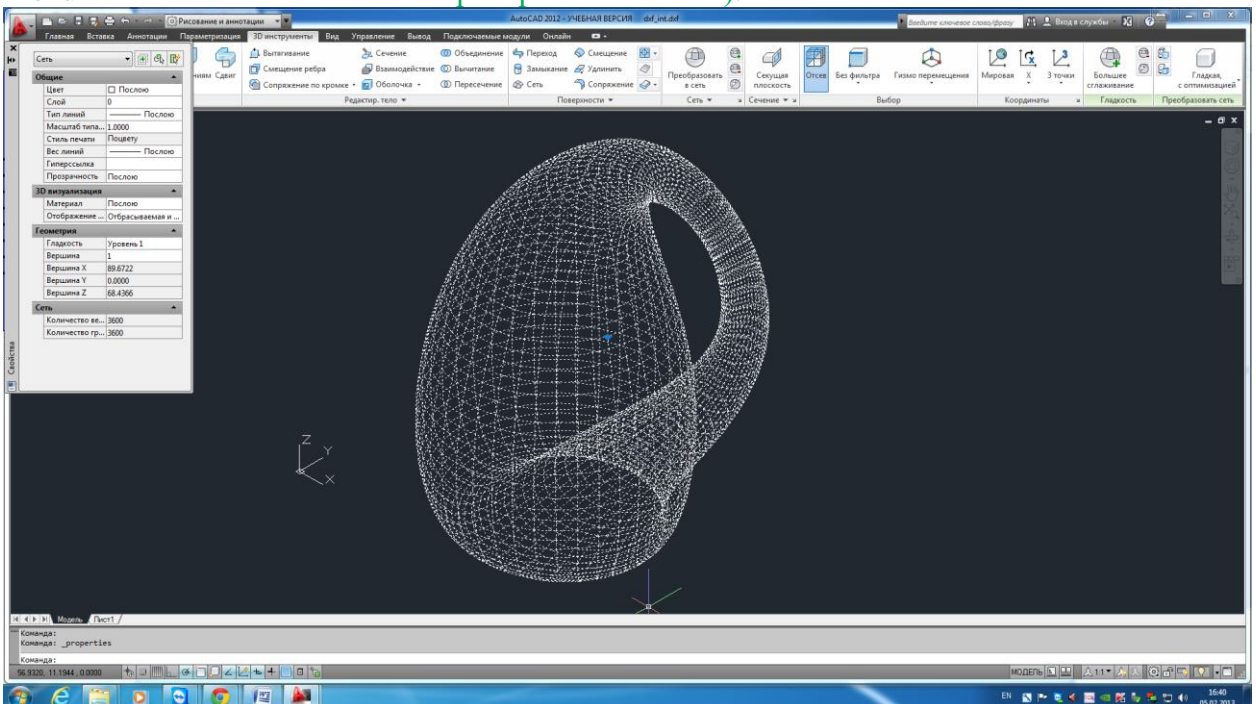 Рисование и аннотации
AutoCAD 2012 - УЧЕБНАЯ ВЕРСИЯ dxf_int.dxf
Введите ключевое слово/фразу
Вход в службы
Главная Вставка Аннотации Параметризация 3D инструменты Вид Управление Вывод Подключаемые модули Онлайн
Сдвиг
Вытягивание
Смещение ребра
Сопряжение по кромке
Сечение
Взаимодействие
Оболочка
Объединение
Вычитание
Пересечение
Переход
Замыкание
Сеть
Смещение
Удлинить
Сопряжение
Преобразовать
в сеть
Секущая
плоскость
Отсев
Без фильтра
Гизмо перемещения
Мировая
X
3 точки
Большее
сглаживание
Гладкая,
с оптимизацией
Редактир. тело
Поверхности
Сеть
Сечение
Выбор
Координаты
Гладкость
Преобразовать сеть
Сеть
Общие
Цвет Послою
Слой 0
Тип линий Послою
Масштаб типа... 1.0000
Стиль печати Поцвету
Вес линий Послою
Гиперссылка
Прозрачность Послою
3D визуализация
Материал Послою
Отображение ... Отбрасываемая и ...
Геометрия
Гладкость Уровень 1
Вершина 1
Вершина X 89.6722
Вершина Y 0.0000
Вершина Z 68.4366
Сеть
Количество ве... 3600
Количество гр... 3600
Свойства
Z
Y
X
Модель Лист1
Команда:
Команда: _properties
Команда:
56.9320, 11.1944, 0.0000
МОДЕЛЬ
1:1
EN
16:40
05.02.2013